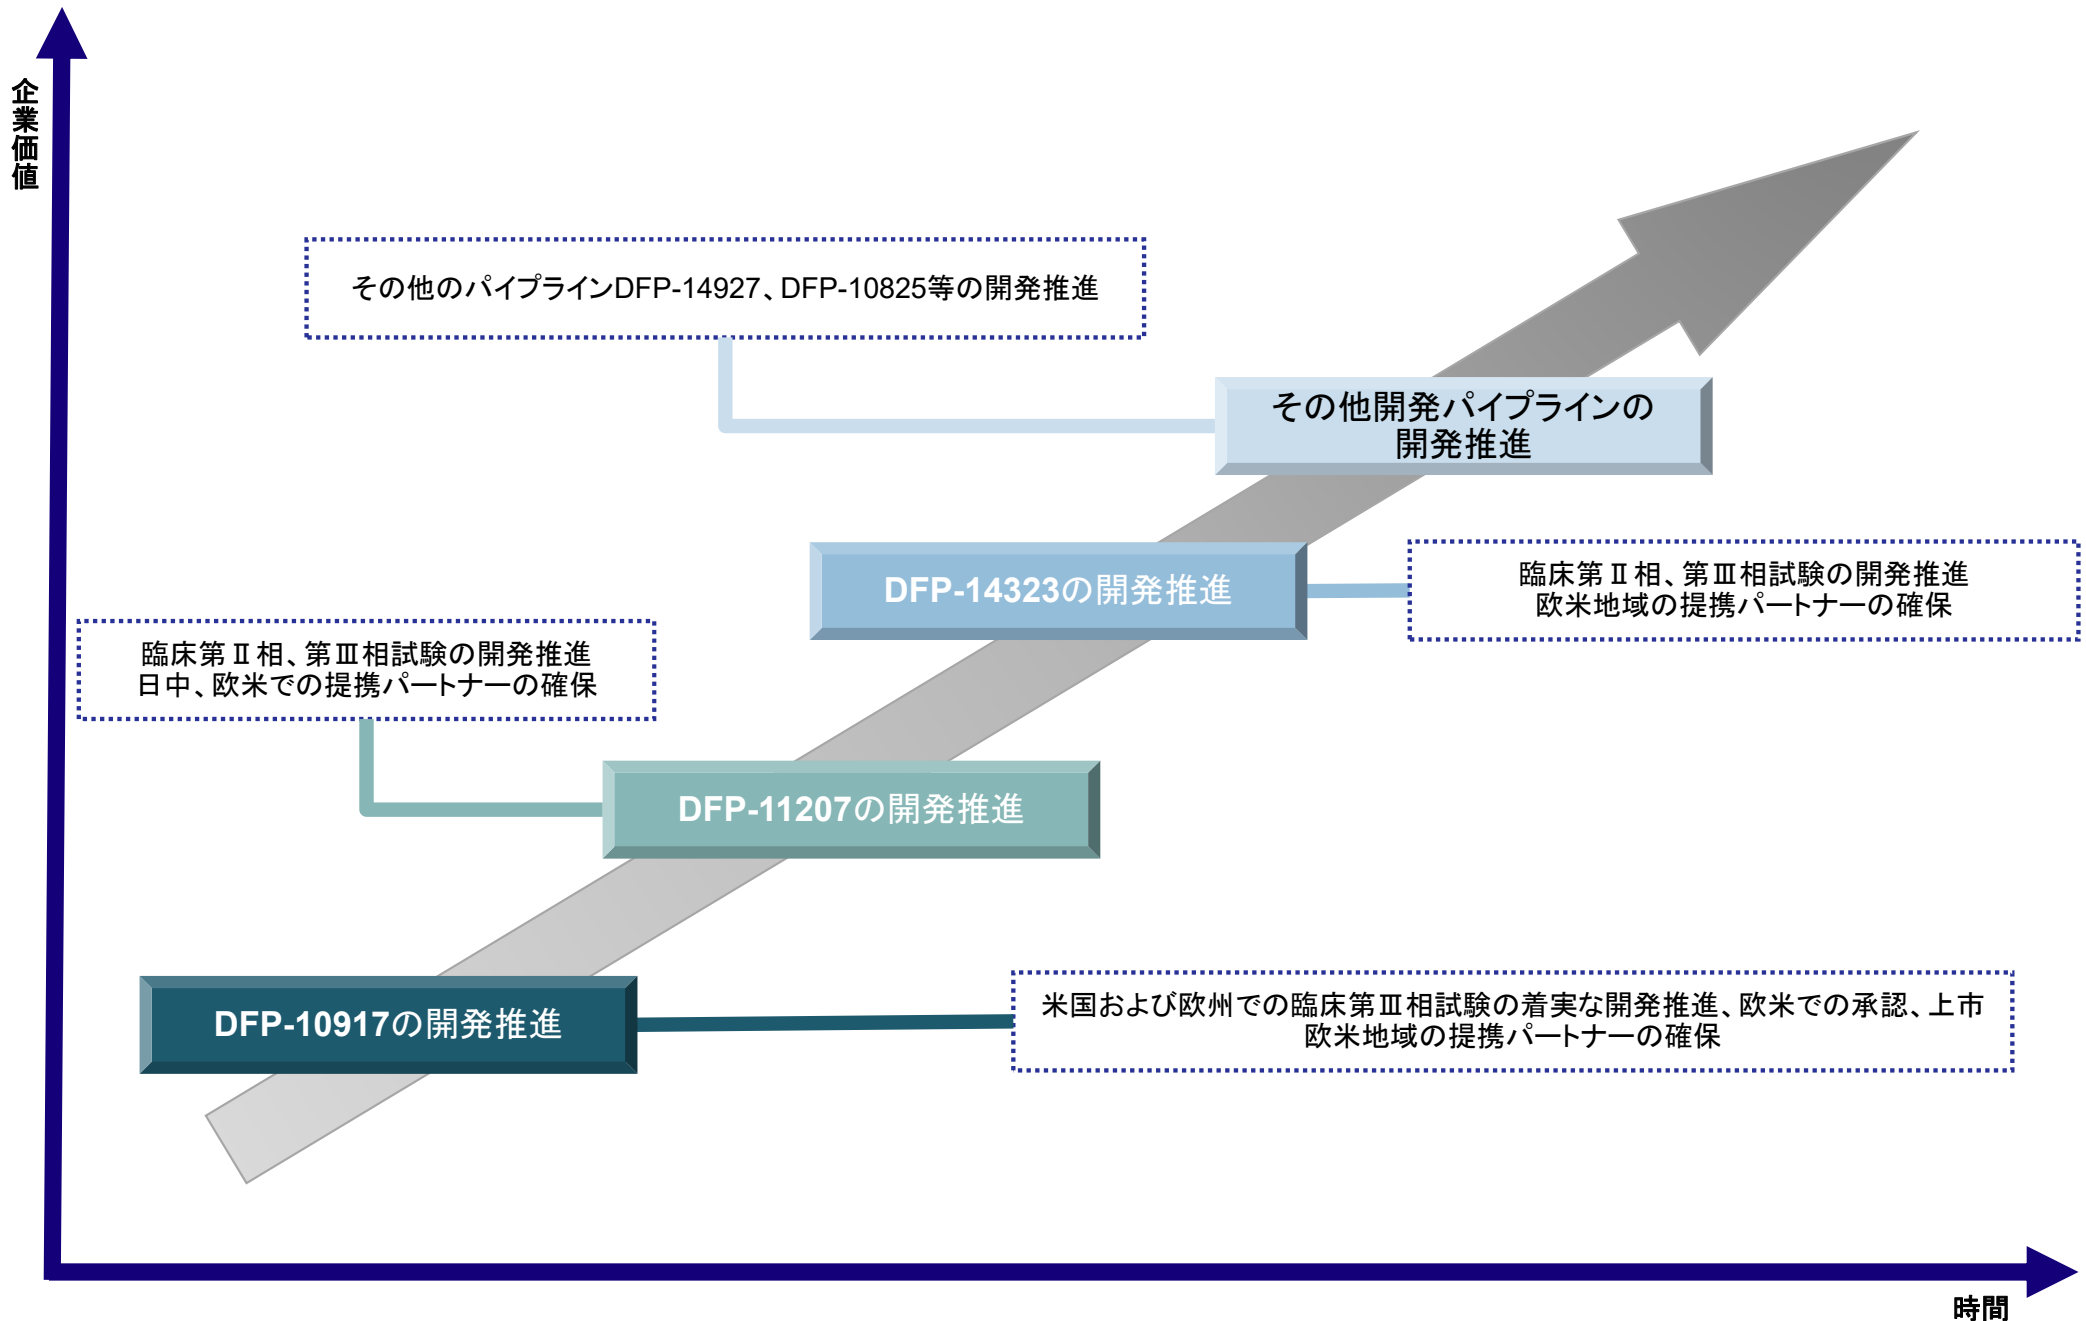 企業価値
その他のパイプラインDFP-14927、DFP-10825等の開発推進
その他開発パイプラインの
開発推進
DFP-14323の開発推進
臨床第Ⅱ相、第Ⅲ相試験の開発推進
欧米地域の提携パートナーの確保
臨床第Ⅱ相、第Ⅲ相試験の開発推進
日中、欧米での提携パートナーの確保
DFP-11207の開発推進
DFP-10917の開発推進
米国および欧州での臨床第Ⅲ相試験の着実な開発推進、欧米での承認、上市
欧米地域の提携パートナーの確保
時間